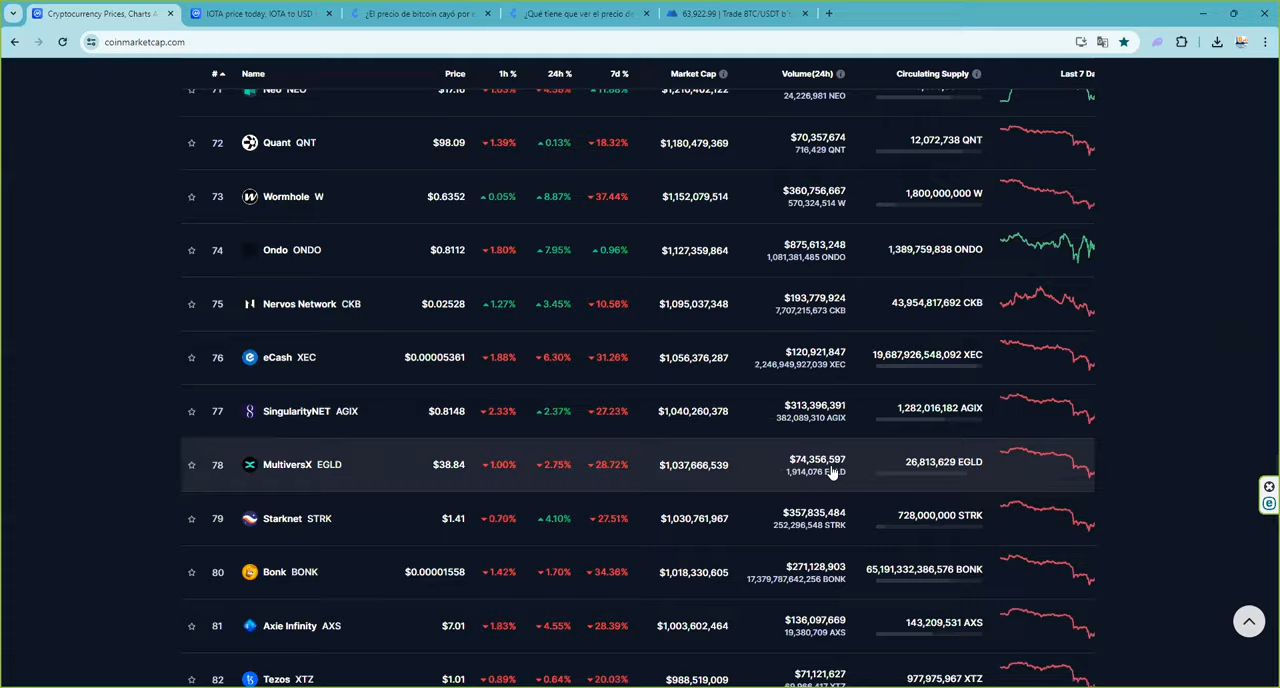 Cryptocurrency Prices, Charts A
IOTA price today, IOTA to USD
¿El precio de bitcoin cayó por e
¿Qué tiene que ver el precio de
63,922.99 | Trade BTC/USDT b
coinmarketcap.com
# Name Price 1h % 24h % 7d % Market Cap Volume(24h) Circulating Supply Last 7 Da
71 Neo NEO $17.16 1.03% 4.38% 11.88%
24,226,981 NEO
72 Quant QNT $98.09 1.39% 0.13% 18.32% $1,180,479,369 $70,357,674 12,072,738 QNT
716,429 QNT
73 Wormhole W $0.6352 0.05% 8.87% 37.44% $1,152,079,514 $360,756,667 1,800,000,000 W
570,324,514 W
74 Ondo ONDO $0.8112 1.80% 7.95% 0.96% $1,127,359,864 $875,613,248 1,389,759,838 ONDO
1,081,381,485 ONDO
75 Nervos Network CKB $0.02528 1.27% 3.45% 10.56% $1,095,037,348 $193,779,924 43,954,817,692 CKB
7,707,215,673 CKB
76 eCash XEC $0.00005361 1.88% 6.30% 31.26% $1,056,376,287 $120,921,847 19,687,926,548,092 XEC
2,246,949,927,039 XEC
77 SingularityNET AGIX $0.8148 2.33% 2.37% 27.23% $1,040,260,378 $313,396,391 1,282,016,182 AGIX
382,089,310 AGIX
78 MultiversX EGLD $38.84 1.00% 2.75% 28.72% $1,037,666,539 $74,356,597 26,813,629 EGLD
1,914,076 EGLD
79 Starknet STRK $1.41 0.70% 4.10% 27.51% $1,030,761,967 $357,835,484 728,000,000 STRK
252,296,548 STRK
80 Bonk BONK $0.00001558 1.42% 1.70% 34.36% $1,018,330,605 $271,128,903 65,191,332,386,576 BONK
17,379,787,642,256 BONK
81 Axie Infinity AXS $7.01 1.83% 4.55% 28.39% $1,003,602,464 $136,097,669 143,209,531 AXS
19,380,709 AXS
82 Tezos XTZ $1.01 0.89% 0.64% 20.03% $988,519,009 $71,121,627 977,975,967 XTZ